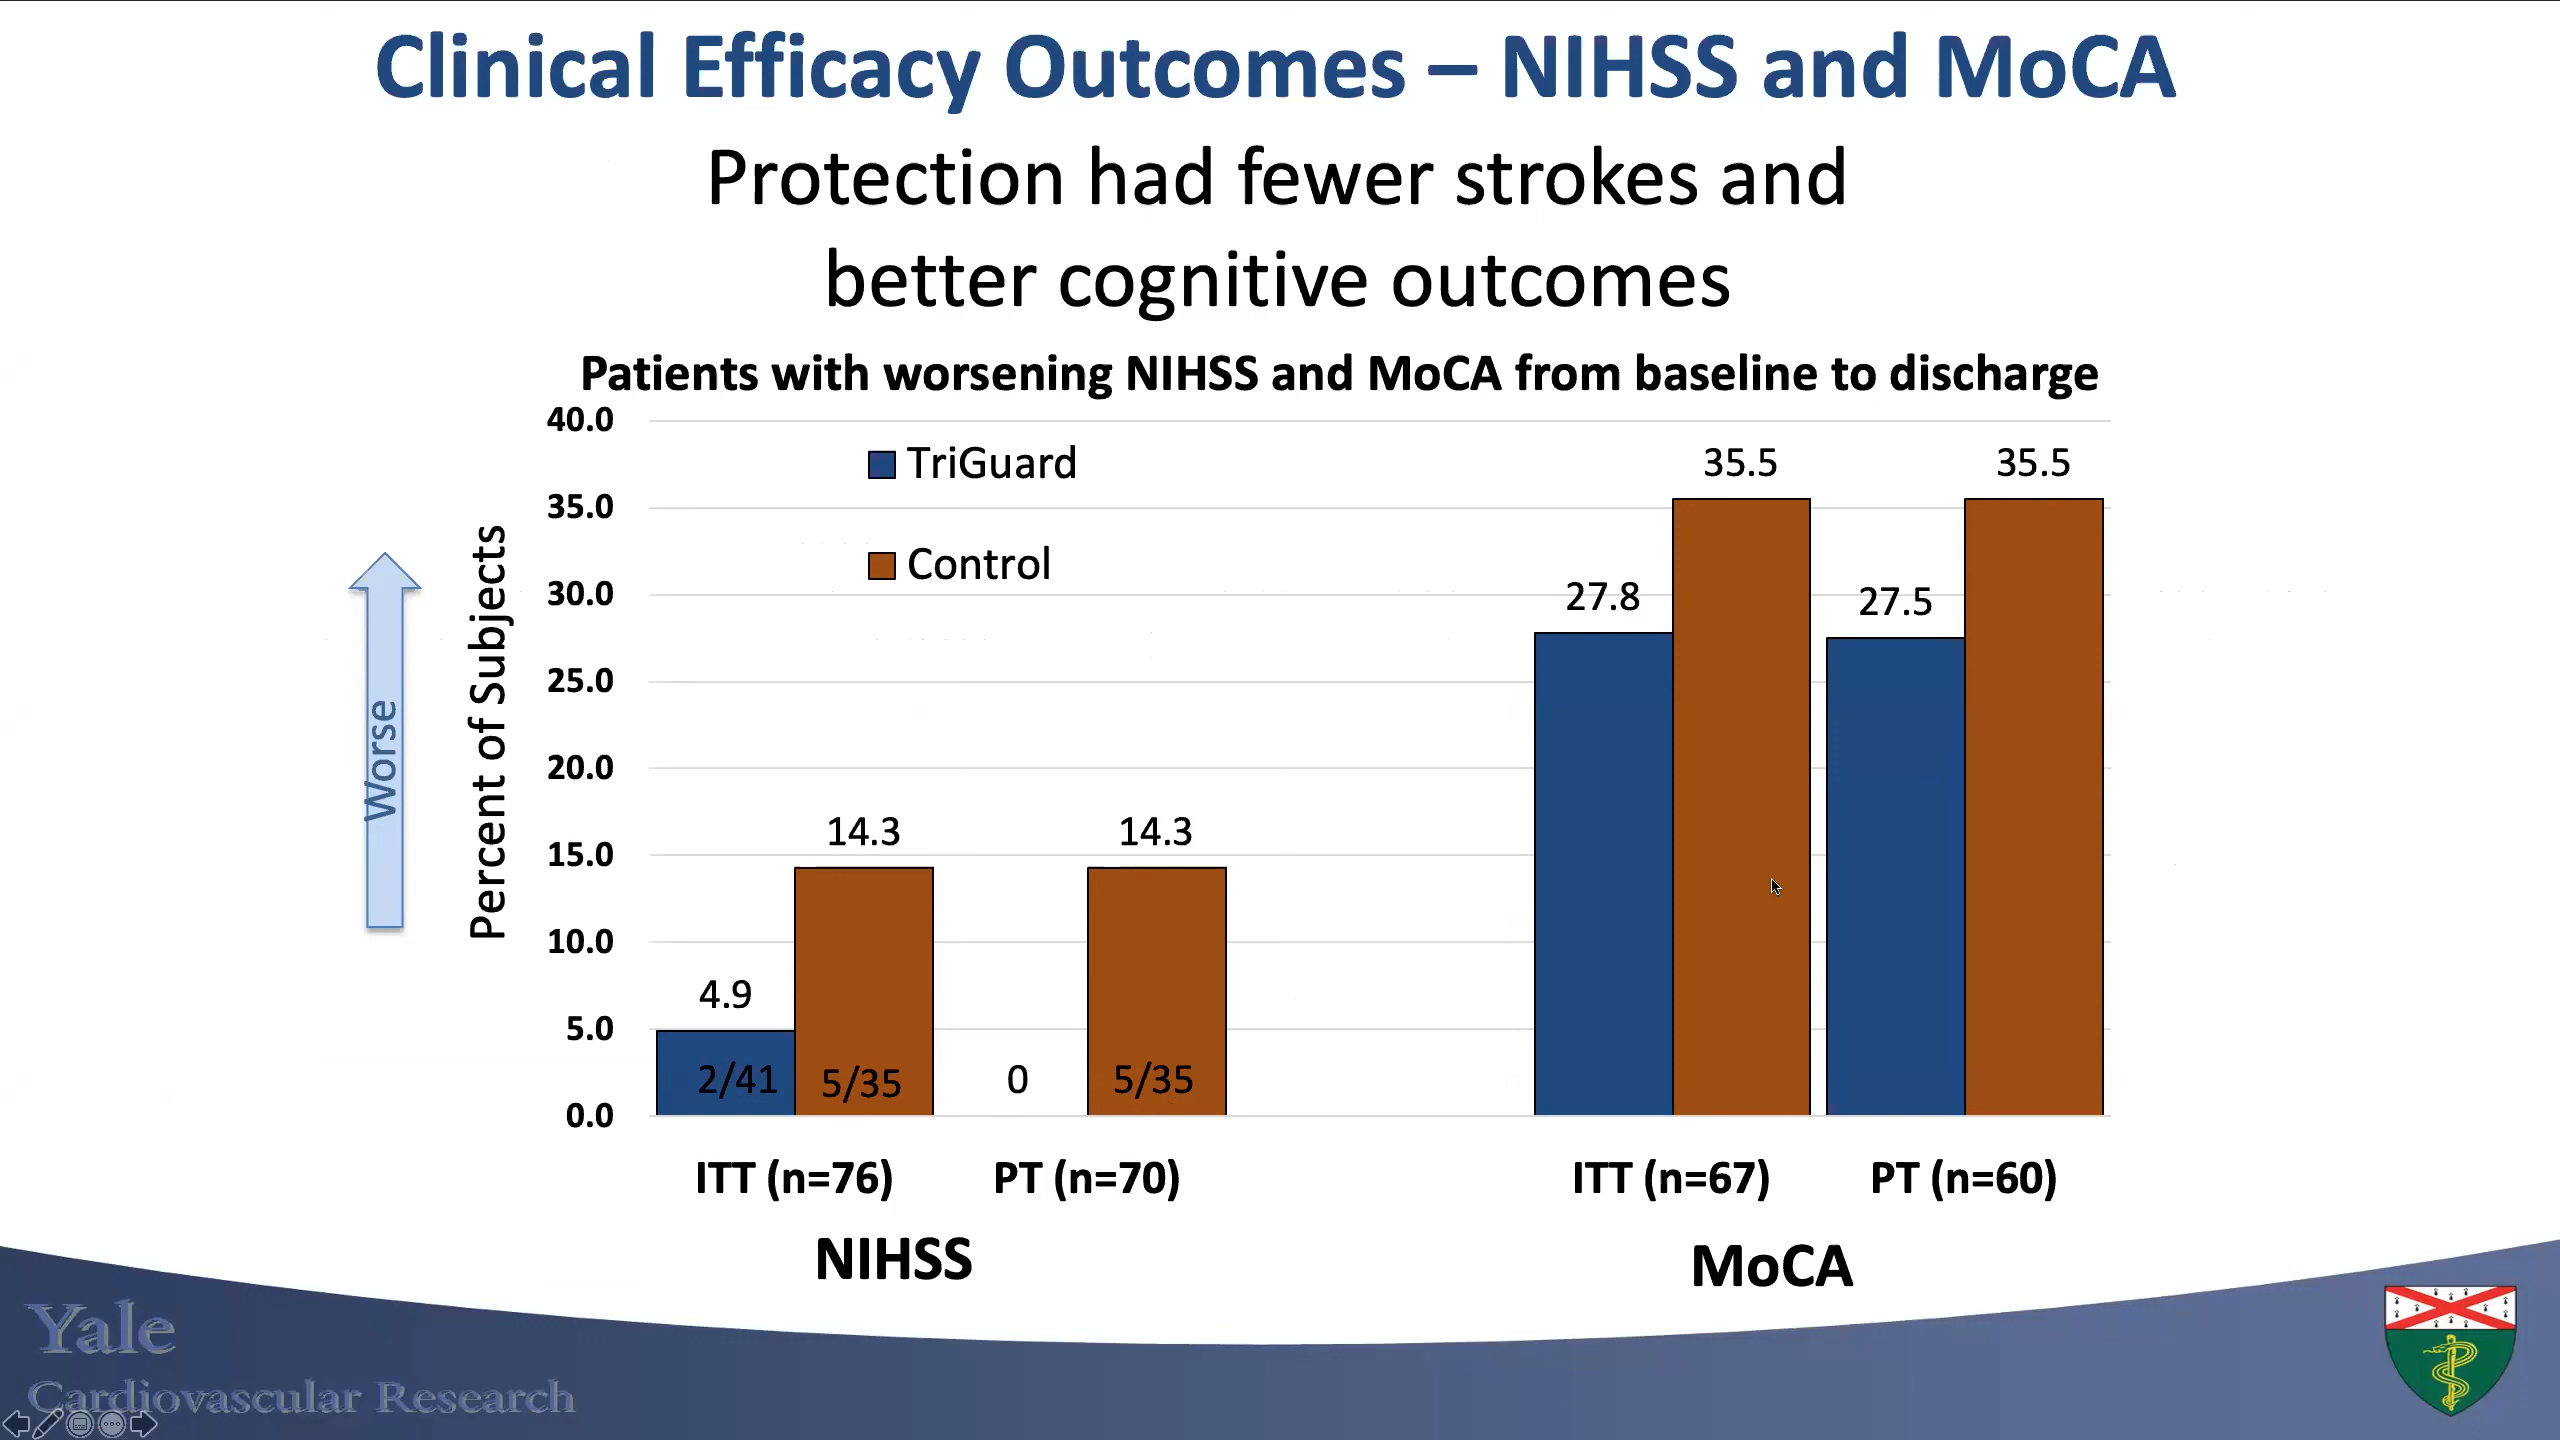 Clinical Efficacy Outcomes – NIHSS and MoCA
Protection had fewer strokes and
better cognitive outcomes
Patients with worsening NIHSS and MoCA from baseline to discharge
Worse
Percent of Subjects
40.0
35.0
30.0
25.0
20.0
15.0
10.0
5.0
0.0
TriGuard
Control
4.9
14.3
14.3
27.8
35.5
27.5
35.5
2/41
5/35
0
5/35
ITT (n=76)
PT (n=70)
ITT (n=67)
PT (n=60)
NIHSS
MoCA
Yale
Cardiovascular Research